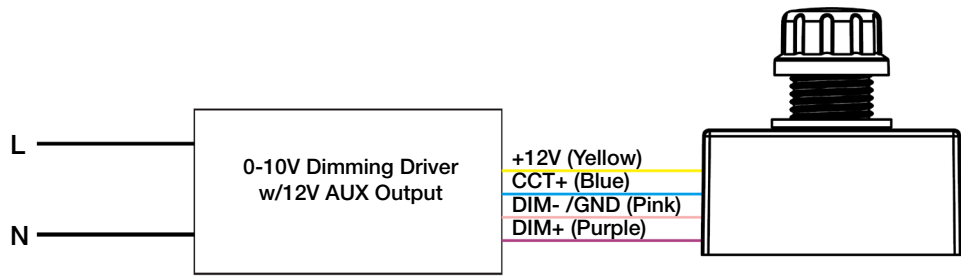 L
N
0-10V Dimming Driver
w/12V AUX Output
+12V (Yellow)
CCT+ (Blue)
DIM- /GND (Pink)
DIM+ (Purple)